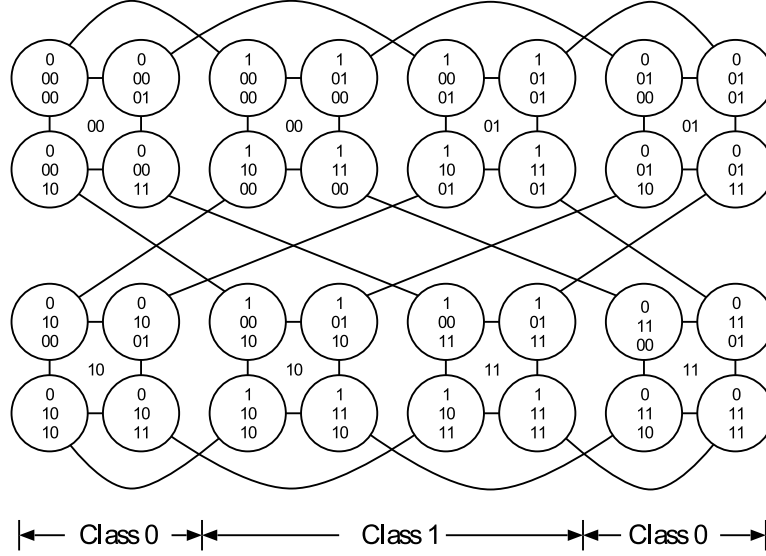 0 0 1 1 1 1 0 0
00 00 00 01 00 01 01 01
00 01 00 00 01 01 00 01
00 00 01 01
0 0 1 1 1 1 0 0
00 00 10 11 10 11 01 01
10 11 00 00 01 01 10 11
0 0 1 1 1 1 0 0
10 10 00 01 00 01 11 11
00 01 10 10 11 11 00 01
10 10 11 11
0 0 1 1 1 1 0 0
10 10 10 11 10 11 11 11
10 11 10 10 11 11 10 11
Class 0 Class 1 Class 0